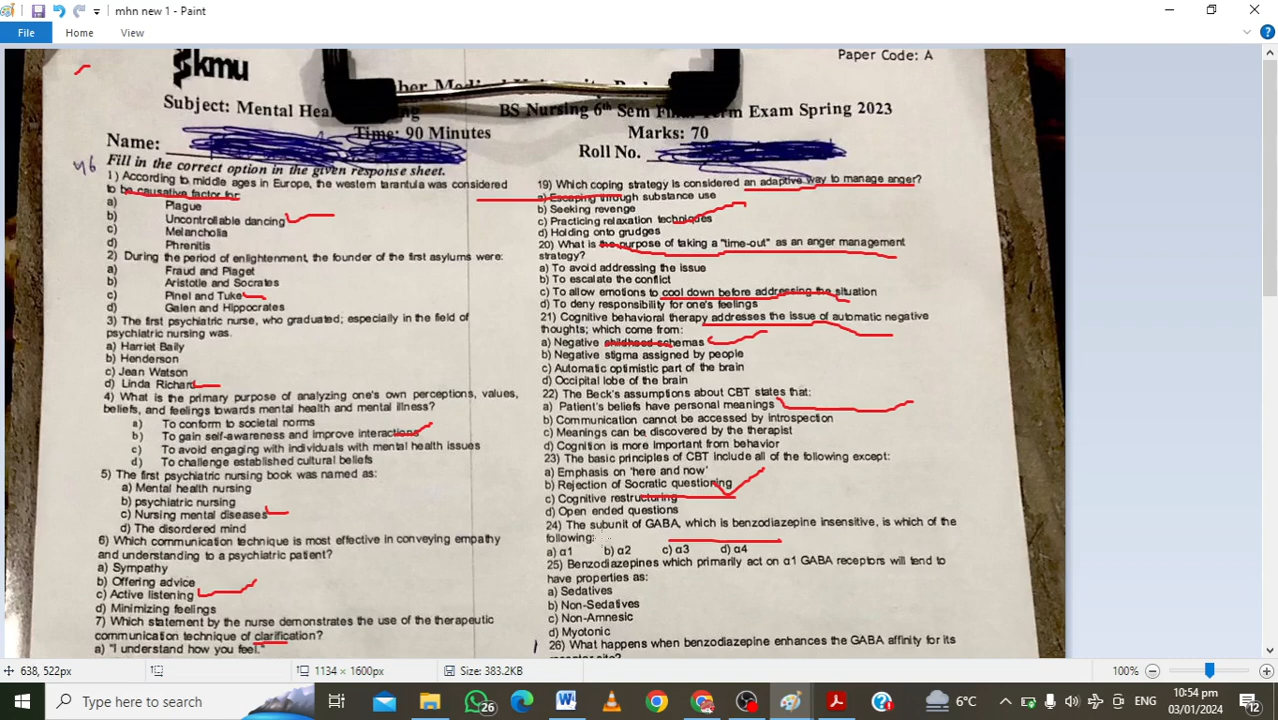 mhn new 1 - Paint
File
Home
View
kmu
Paper Code: A
Subject: Mental
BS Nursing 6th Sem Final Term Exam Spring 2023
Name:
Time: 90 Minutes
Marks: 70
Roll No.
Fill in the correct option in the given response sheet.
1) According to middle ages in Europe, the western tarantula was considered
to be causative factor for:
a) Plague
b) Uncontrollable dancing
c) Melancholia
d) Phrenitis
2) During the period of enlightenment, the founder of the first asylums were:
a) Fraud and Piaget
b) Aristotle and Socrates
c) Pinel and Tuke
d) Galen and Hippocrates
3) The first psychiatric nurse, who graduated; especially in the field of
psychiatric nursing was.
a) Harriet Baily
b) Henderson
c) Jean Watson
d) Linda Richard
4) What is the primary purpose of analyzing one's own perceptions, values,
beliefs, and feelings towards mental health and mental illness?
a) To conform to societal norms
b) To gain self-awareness and improve interactions
c) To avoid engaging with individuals with mental health issues
d) To challenge established cultural beliefs
5) The first psychiatric nursing book was named as:
a) Mental health nursing
b) psychiatric nursing
c) Nursing mental diseases
d) The disordered mind
6) Which communication technique is most effective in conveying empathy
and understanding to a psychiatric patient?
a) Sympathy
b) Offering advice
c) Active listening
d) Minimizing feelings
7) Which statement by the nurse demonstrates the use of the therapeutic
communication technique of clarification?
a) "I understand how you feel."
19) Which coping strategy is considered an adaptive way to manage anger?
a) Escaping through substance use
b) Seeking revenge
c) Practicing relaxation techniques
d) Holding onto grudges
20) What is the purpose of taking a "time-out" as an anger management
strategy?
a) To avoid addressing the issue
b) To escalate the conflict
c) To allow emotions to cool down before addressing the situation
d) To deny responsibility for one's feelings
21) Cognitive behavioral therapy addresses the issue of automatic negative
thoughts; which come from:
a) Negative childhood schemas
b) Negative stigma assigned by people
c) Automatic optimistic part of the brain
d) Occipital lobe of the brain
22) The Beck's assumptions about CBT states that:
a) Patient's beliefs have personal meanings
b) Communication cannot be accessed by introspection
c) Meanings can be discovered by the therapist
d) Cognition is more important from behavior
23) The basic principles of CBT include all of the following except:
a) Emphasis on 'here and now'
b) Rejection of Socratic questioning
c) Cognitive restructuring
d) Open ended questions
24) The subunit of GABA, which is benzodiazepine insensitive, is which of the
following:
a) α1 b) α2 c) α3 d) α4
25) Benzodiazepines which primarily act on α1 GABA receptors will tend to
have properties as:
a) Sedatives
b) Non-Sedatives
c) Non-Amnesic
d) Myotonic
26) What happens when benzodiazepine enhances the GABA affinity for its
638, 522px
1134 × 1600px
Size: 383.2KB
100%
Type here to search
26
6°C
ENG
10:54 pm
03/01/2024
12